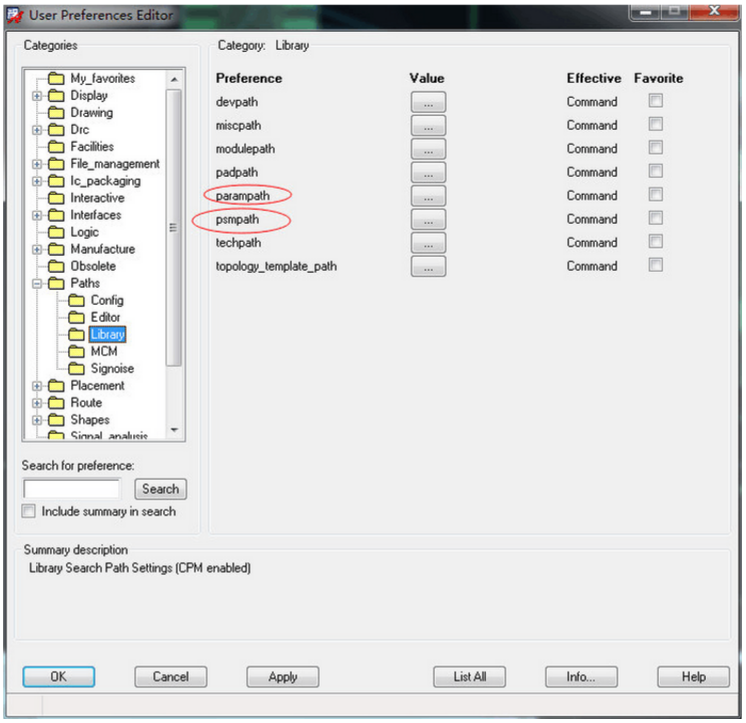 User Preferences Editor
Categories
Category: Library
My_favorites
Display
Drawing
Drc
Facilities
File_management
Ic_packaging
Interactive
Interfaces
Logic
Manufacture
Obsolete
Paths
Config
Editor
Library
MCM
Signoise
Placement
Route
Shapes
Signal_analysis
Search for preference:
Search
Include summary in search
Preference Value Effective Favorite
devpath ... Command
miscpath ... Command
modulepath ... Command
padpath ... Command
parampath ... Command
psmpath ... Command
techpath ... Command
topology_template_path ... Command
Summary description
Library Search Path Settings (CPM enabled)
OK Cancel Apply List All Info... Help